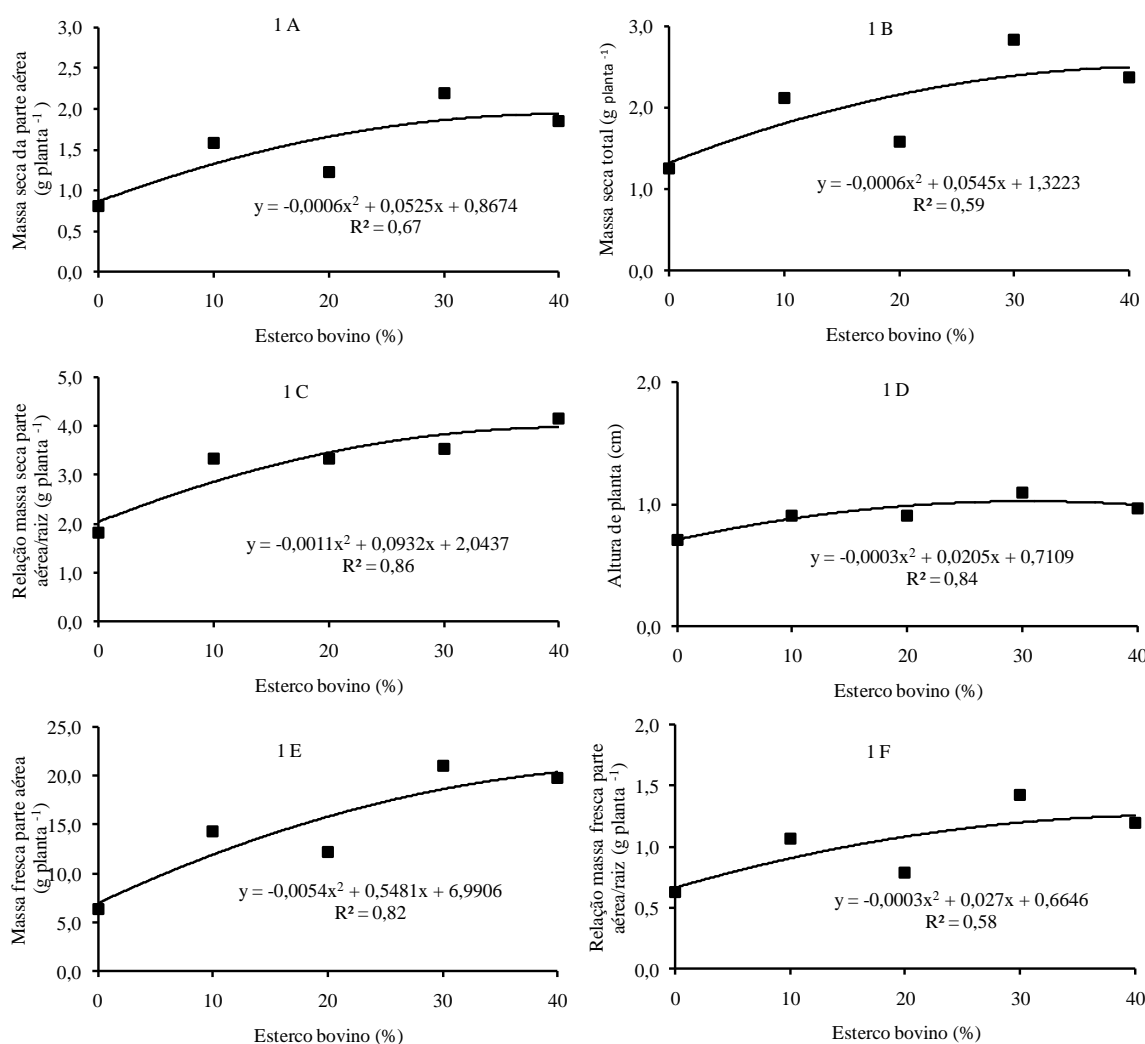 1 A
Massa seca da parte aérea
(g planta -1)
3,0
2,5
2,0
1,5
1,0
0,5
0,0
y = -0,0006x² + 0,0525x + 0,8674
R² = 0,67
0 10 20 30 40
Esterco bovino (%)
1 B
Massa seca total (g planta -1)
3,0
2,0
1,0
0,0
y = -0,0006x² + 0,0545x + 1,3223
R² = 0,59
0 10 20 30 40
Esterco bovino (%)
1 C
Relação massa seca parte
aérea/raiz (g planta -1)
5,0
4,0
3,0
2,0
1,0
0,0
y = -0,0011x² + 0,0932x + 2,0437
R² = 0,86
0 10 20 30 40
Esterco bovino (%)
1 D
Altura de planta (cm)
2,0
1,0
0,0
y = -0,0003x² + 0,0205x + 0,7109
R² = 0,84
0 10 20 30 40
Esterco bovino (%)
1 E
Massa fresca parte aérea
(g planta -1)
25,0
20,0
15,0
10,0
5,0
0,0
y = -0,0054x² + 0,5481x + 6,9906
R² = 0,82
0 10 20 30 40
Esterco bovino (%)
1 F
Relação massa fresca parte
aérea/raiz (g planta -1)
2,0
1,5
1,0
0,5
0,0
y = -0,0003x² + 0,027x + 0,6646
R² = 0,58
0 10 20 30 40
Esterco bovino (%)